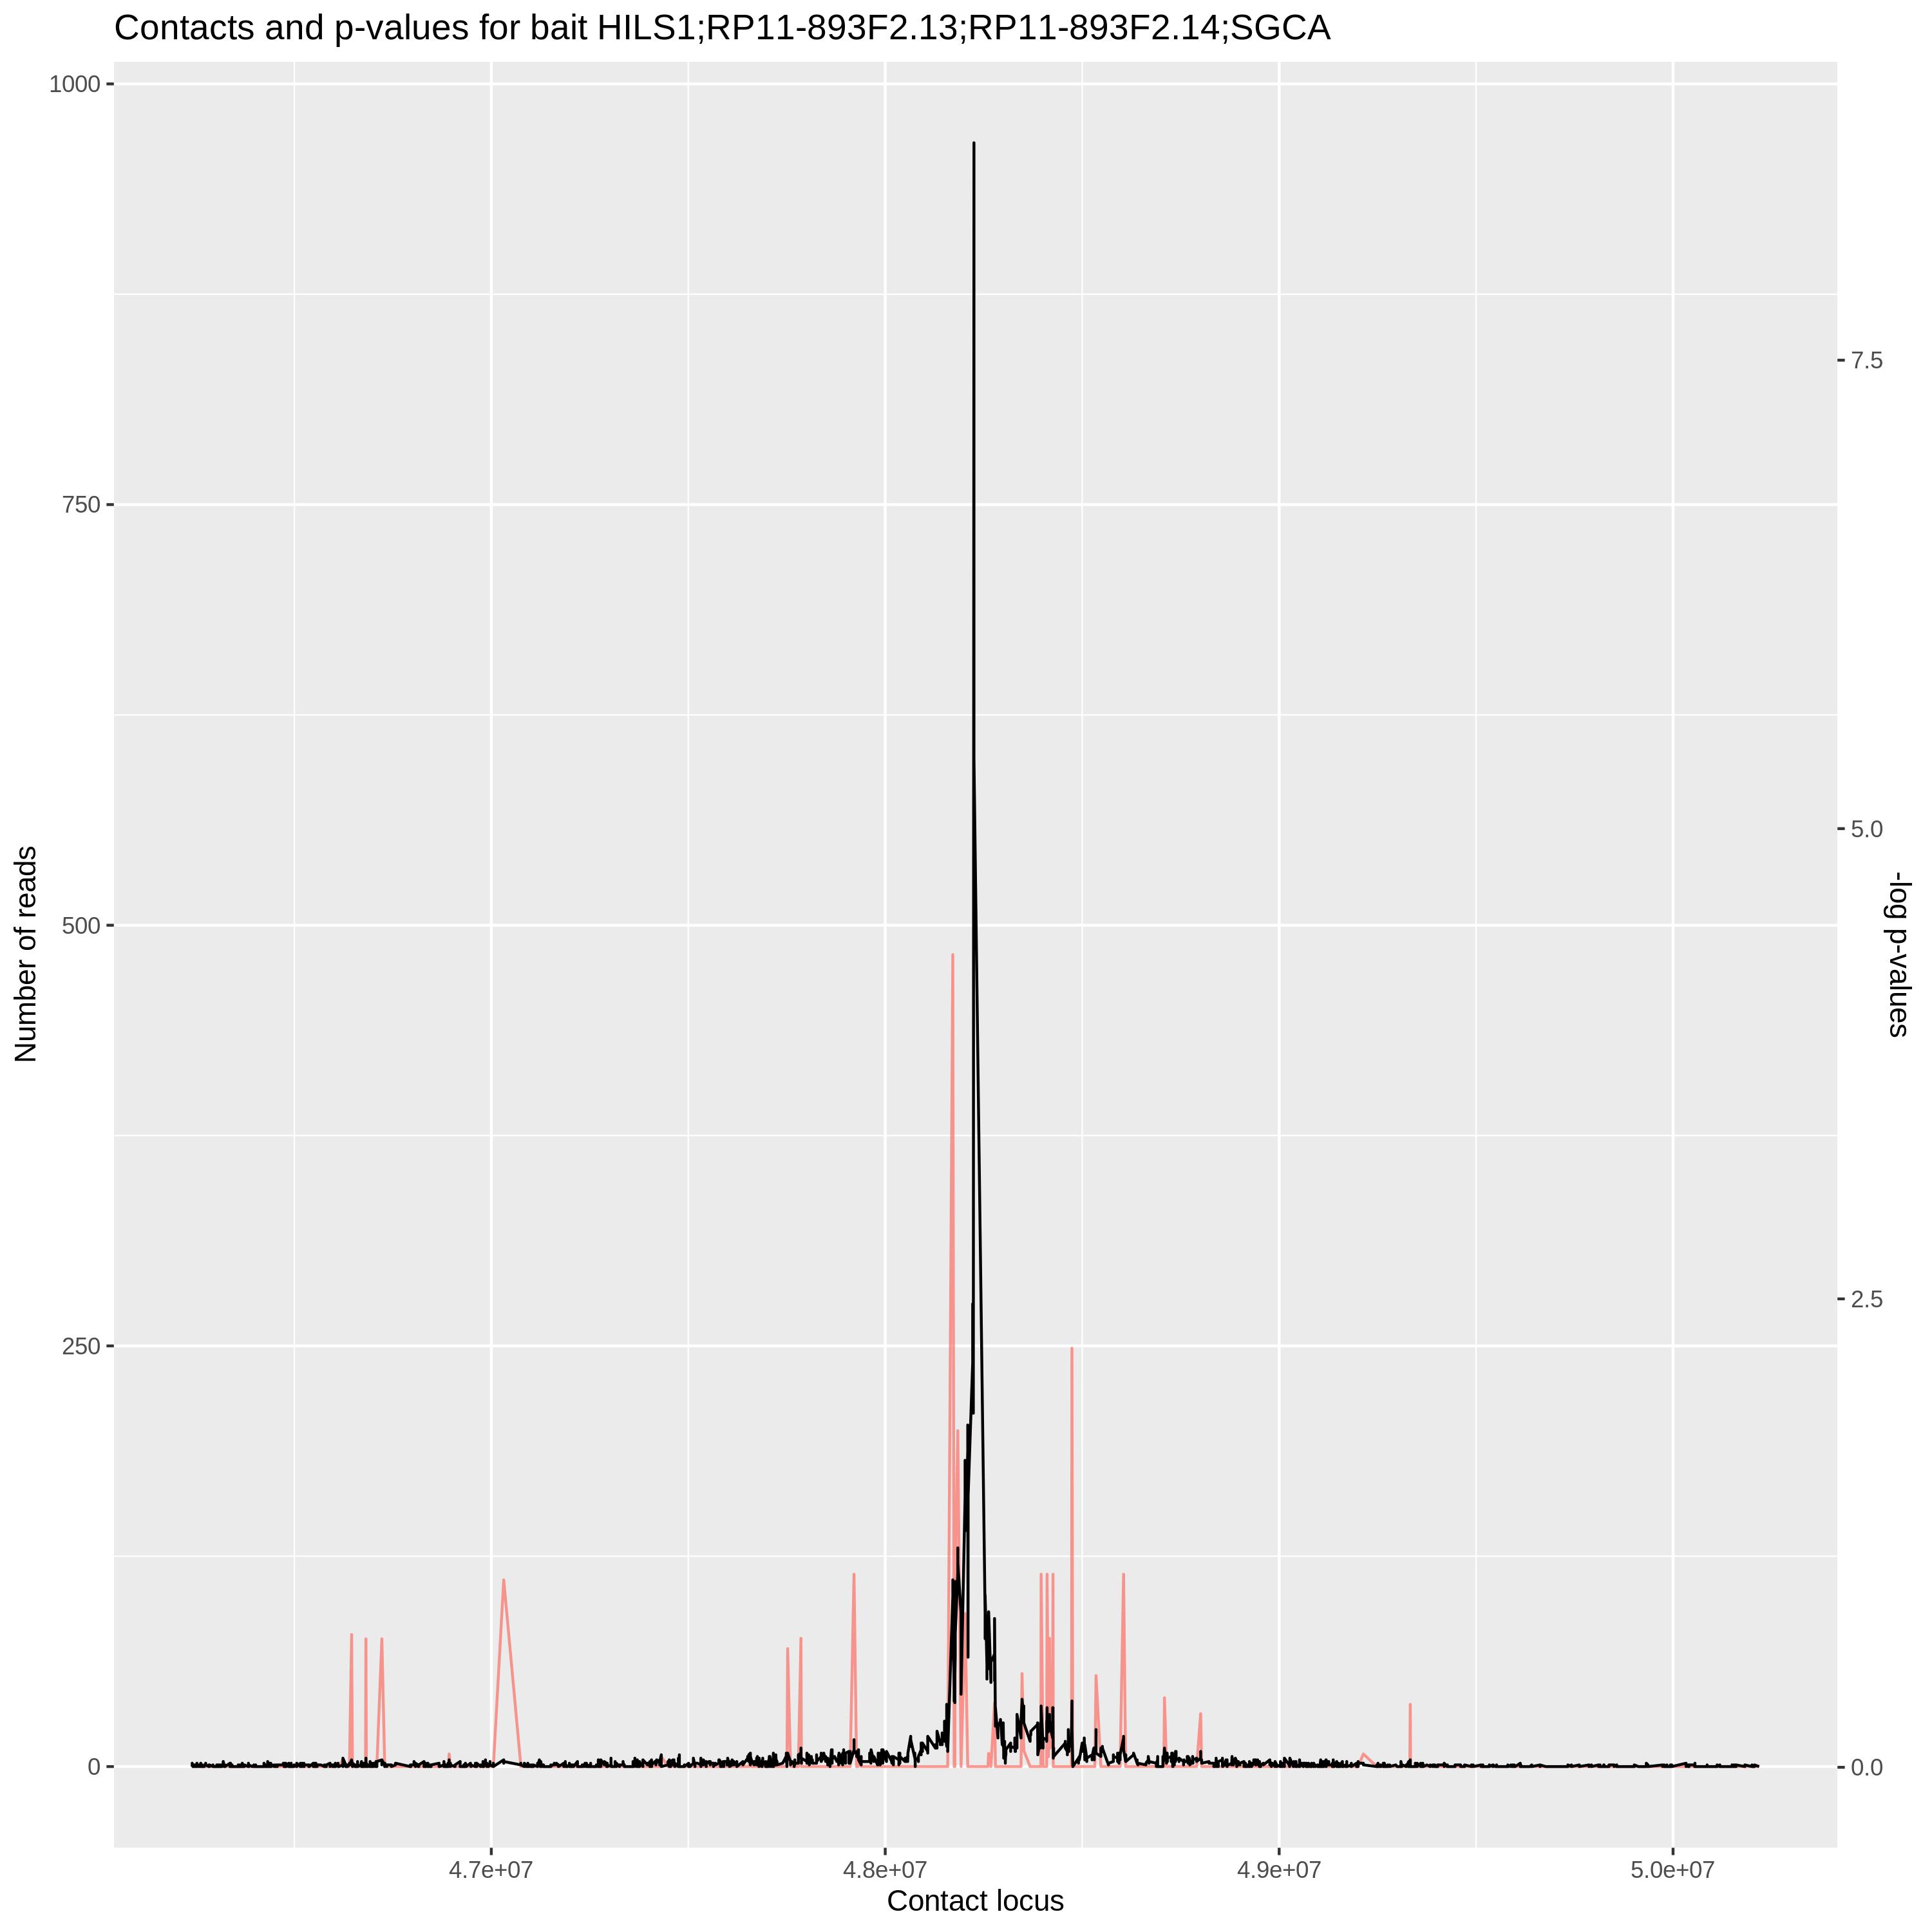 Contacts and p-values for bait HILS1;RP11-893F2.13;RP11-893F2.14;SGCA
1000
750
500
250
0
Number of reads
7.5
5.0
2.5
0.0
-log p-values
4.7e+07
4.8e+07
4.9e+07
5.0e+07
Contact locus